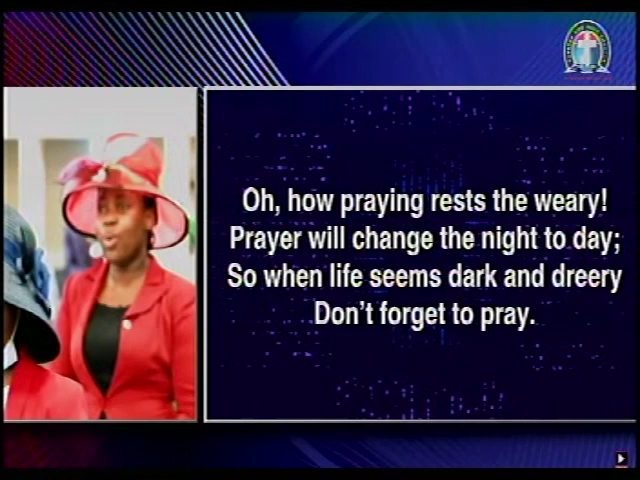 Oh, how praying rests the weary!
Prayer will change the night to day;
So when life seems dark and dreery
Don't forget to pray.